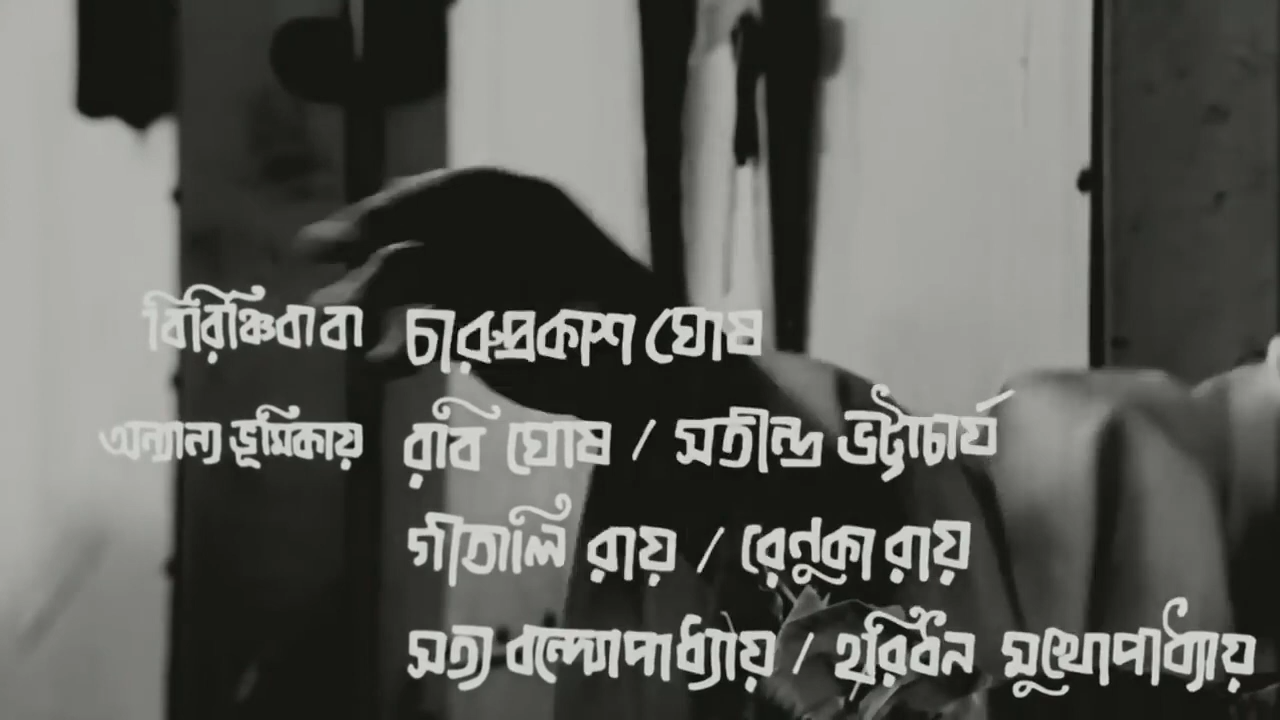 বিরিঞ্চিবাবা চারুপ্রকাশ ঘোষ
অন্যান্য ভূমিকায় রবি ঘোষ / সতীন্দ্র ভট্টাচার্য
গীতালি রায় / রেণুকা রায়
সত্য বন্দ্যোপাধ্যায় / হরিধন মুখোপাধ্যায়